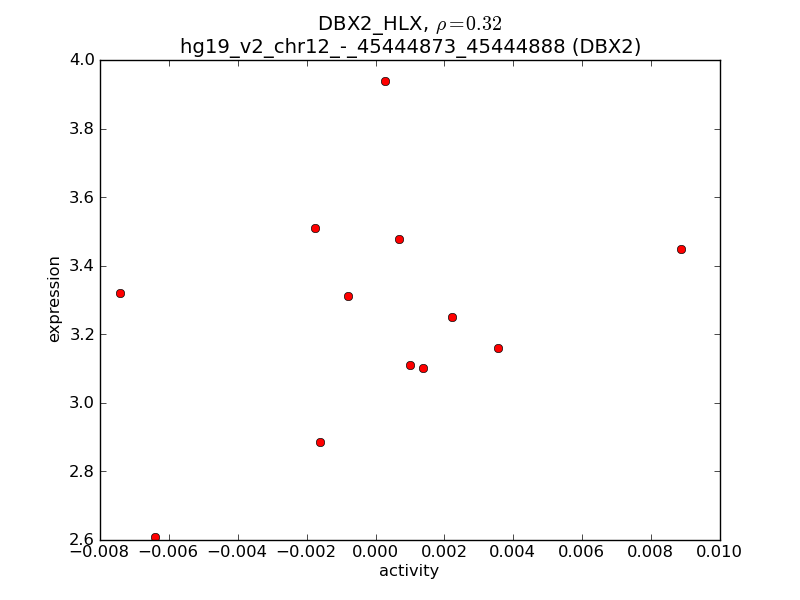 DBX2_HLX, ρ=0.32
hg19_v2_chr12_-_45444873_45444888 (DBX2)
4.0
3.8
3.6
3.4
3.2
3.0
2.8
2.6
expression
−0.008 −0.006 −0.004 −0.002 0.000 0.002 0.004 0.006 0.008 0.010
activity